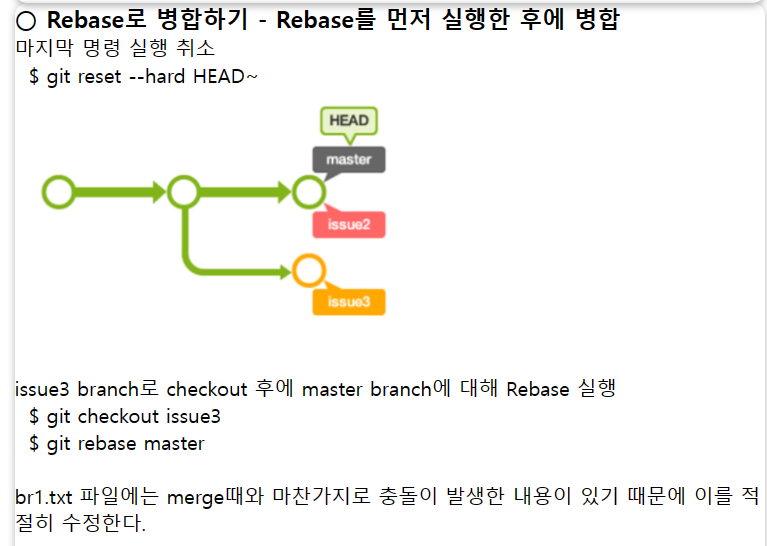 ○ Rebase로 병합하기 - Rebase를 먼저 실행한 후에 병합
마지막 명령 실행 취소
$ git reset --hard HEAD~
HEAD
master
issue2
issue3
issue3 branch로 checkout 후에 master branch에 대해 Rebase 실행
$ git checkout issue3
$ git rebase master
br1.txt 파일에는 merge때와 마찬가지로 충돌이 발생한 내용이 있기 때문에 이를 적
절히 수정한다.